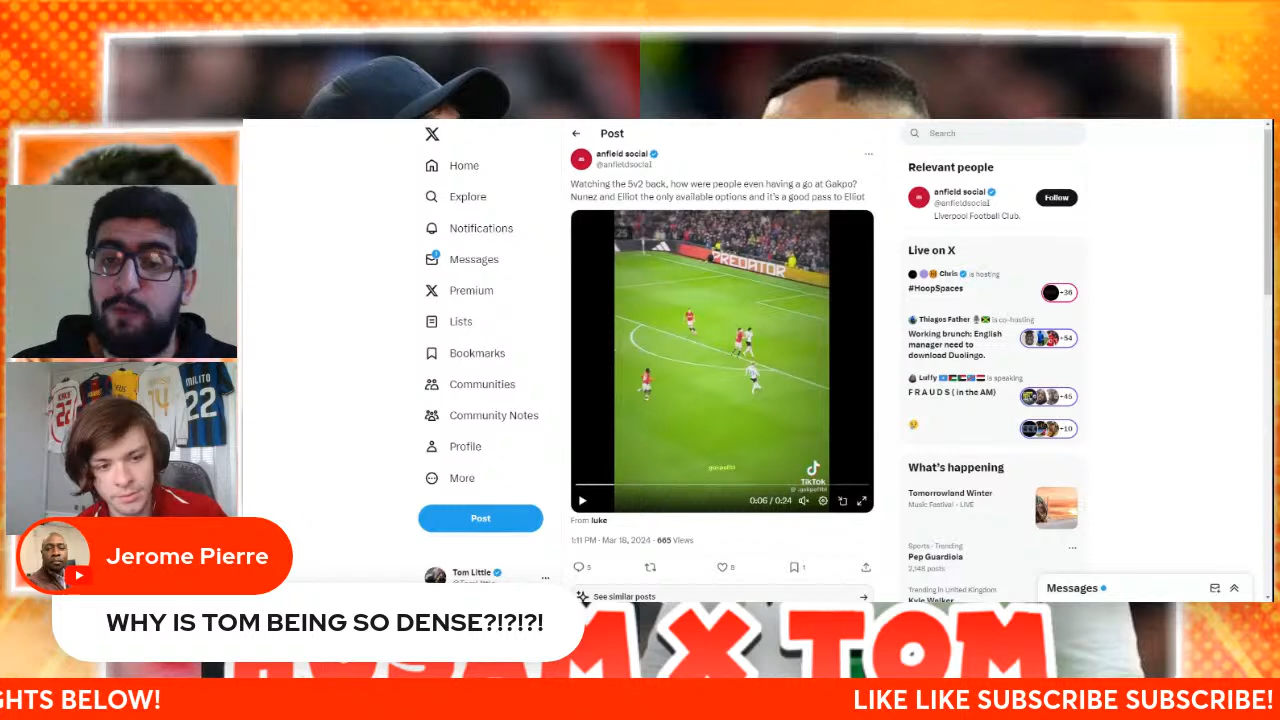 X
Home
Explore
Notifications
Messages
Premium
Lists
Bookmarks
Communities
Community Notes
Profile
More
Post
Tom Little
Post
anfield social
@anfieldsocial
Watching the 5v2 back, how were people even having a go at Gakpo?
Nunez and Elliot the only available options and it's a good pass to Elliot
PREDATOR
TikTok
0:06 / 0:24
From luke
1:11 PM · Mar 18, 2024 · 665 Views
5
8
1
See similar posts
Search
Relevant people
anfield social
@anfieldsocial
Follow
Liverpool Football Club.
Live on X
Chris is hosting
#HoopSpaces
+36
Thiagos Father is co-hosting
Working brunch: English
manager need to
download Duolingo.
+54
Luffy is speaking
F R A U D S ( in the AM)
+45
+10
What's happening
Tomorrowland Winter
Music Festival · LIVE
Sports · Trending
Pep Guardiola
2,148 posts
Trending in United Kingdom
Kyle Walker
Messages
MILITO
22
22
Jerome Pierre
WHY IS TOM BEING SO DENSE?!?!?!
X TOM
GHTS BELOW!
LIKE LIKE SUBSCRIBE SUBSCRIBE!